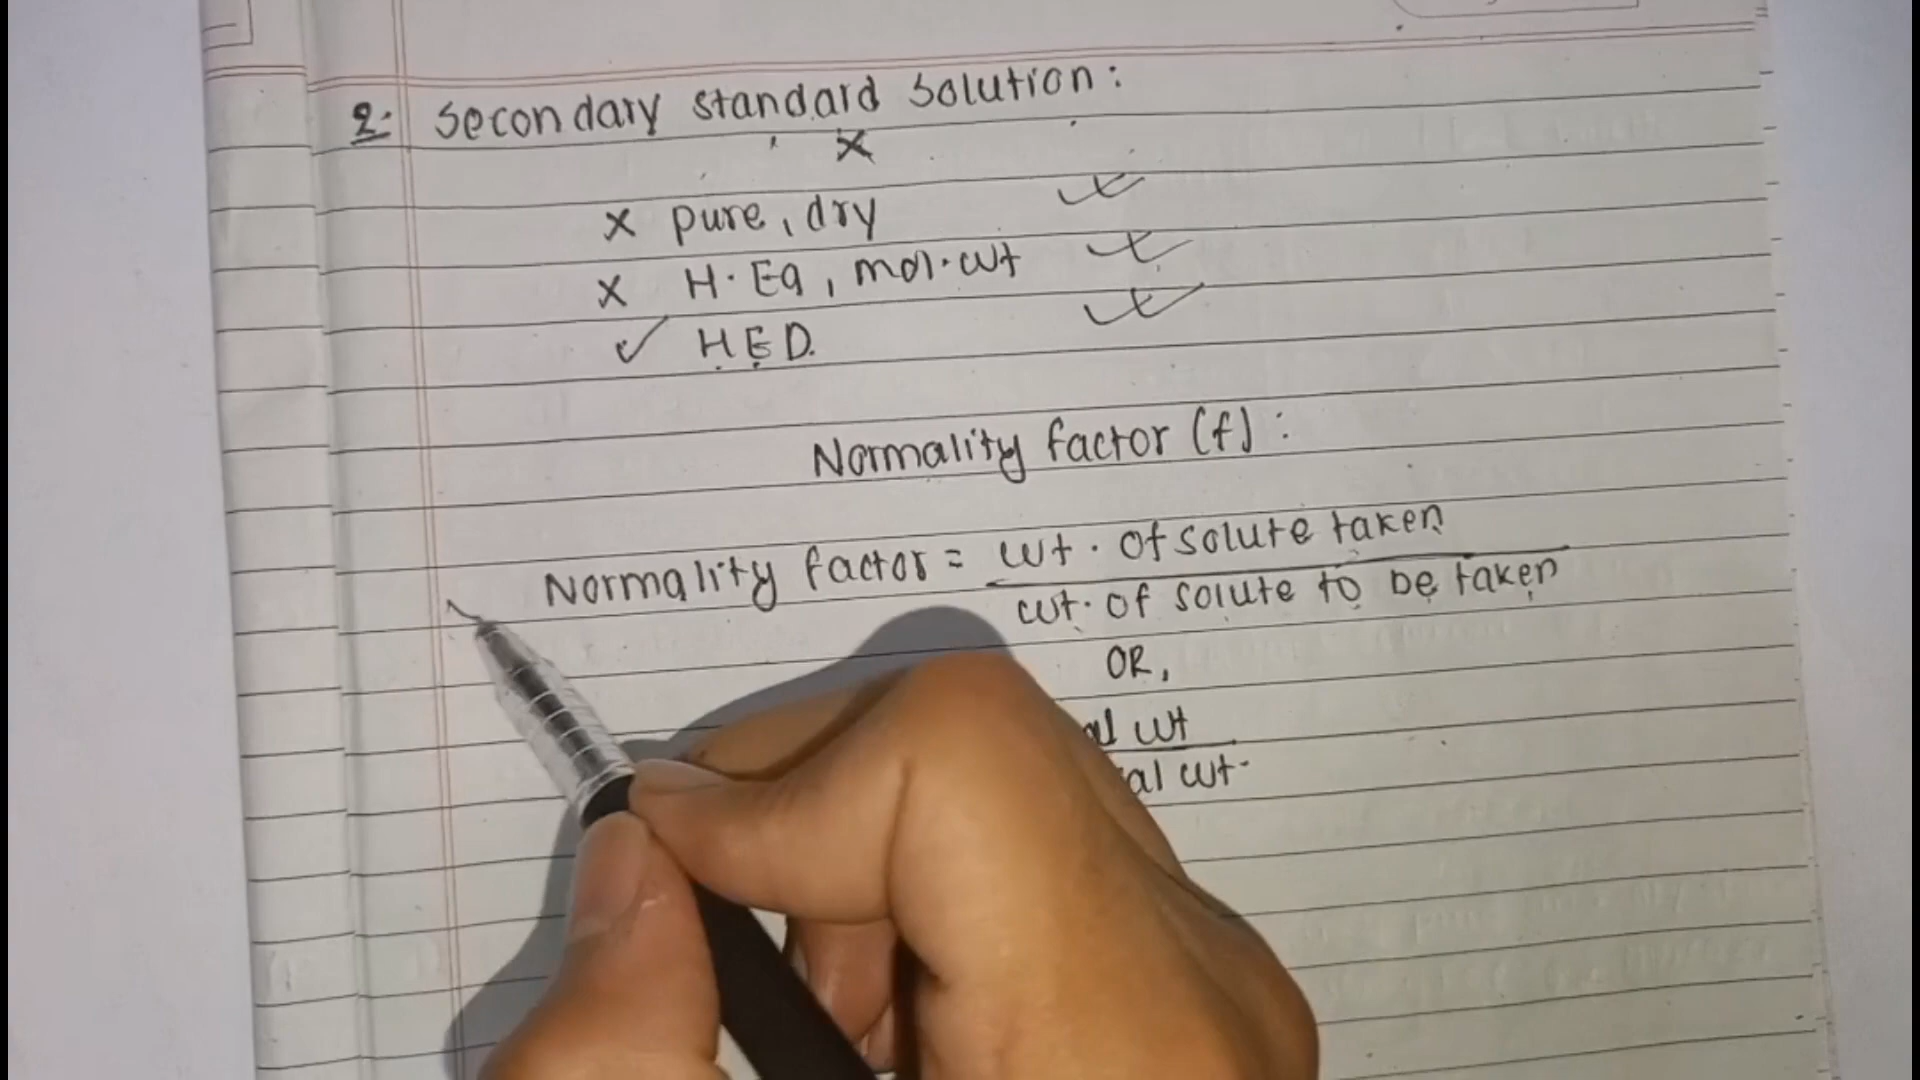 2. Secondary standard solution:
x
x pure, dry
x H.Eq, mol.wt
✓ H E D.
Normality factor (f):
Normality factor = wt. of solute taken
wt. of solute to be taken
OR,
al wt
al wt.